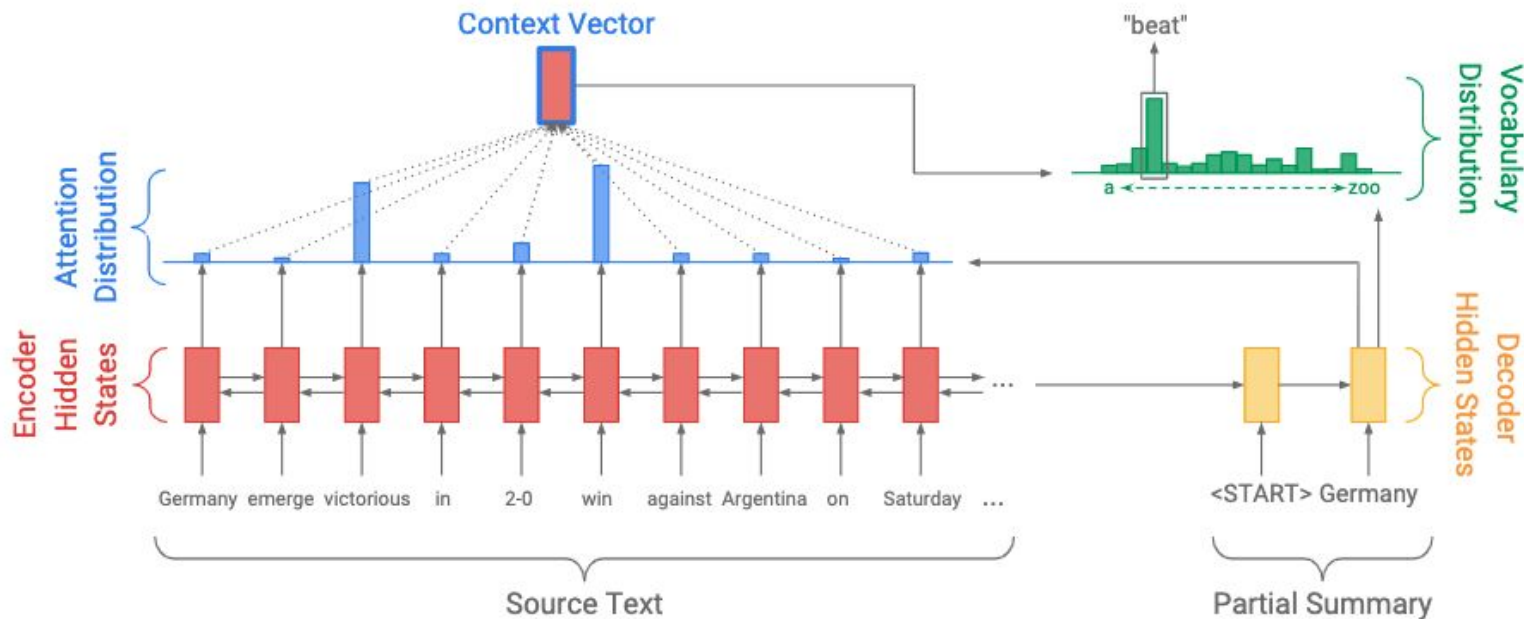 Context Vector
"beat"
Attention
Distribution
Vocabulary
Distribution
a
zoo
Encoder
Hidden
States
...
Decoder
Hidden States
Germany emerge victorious in 2-0 win against Argentina on Saturday ...
<START> Germany
Source Text
Partial Summary